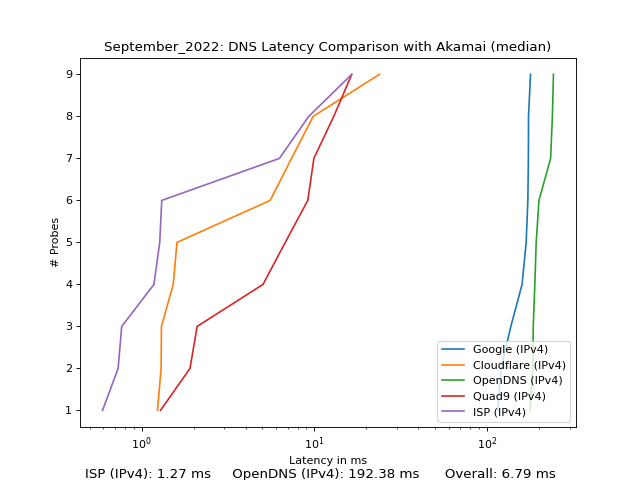 September_2022: DNS Latency Comparison with Akamai (median)
9
8
7
6
5
4
3
2
1
# Probes
Google (IPv4)
Cloudflare (IPv4)
OpenDNS (IPv4)
Quad9 (IPv4)
ISP (IPv4)
10⁰ 10¹ 10²
Latency in ms
ISP (IPv4): 1.27 ms OpenDNS (IPv4): 192.38 ms Overall: 6.79 ms